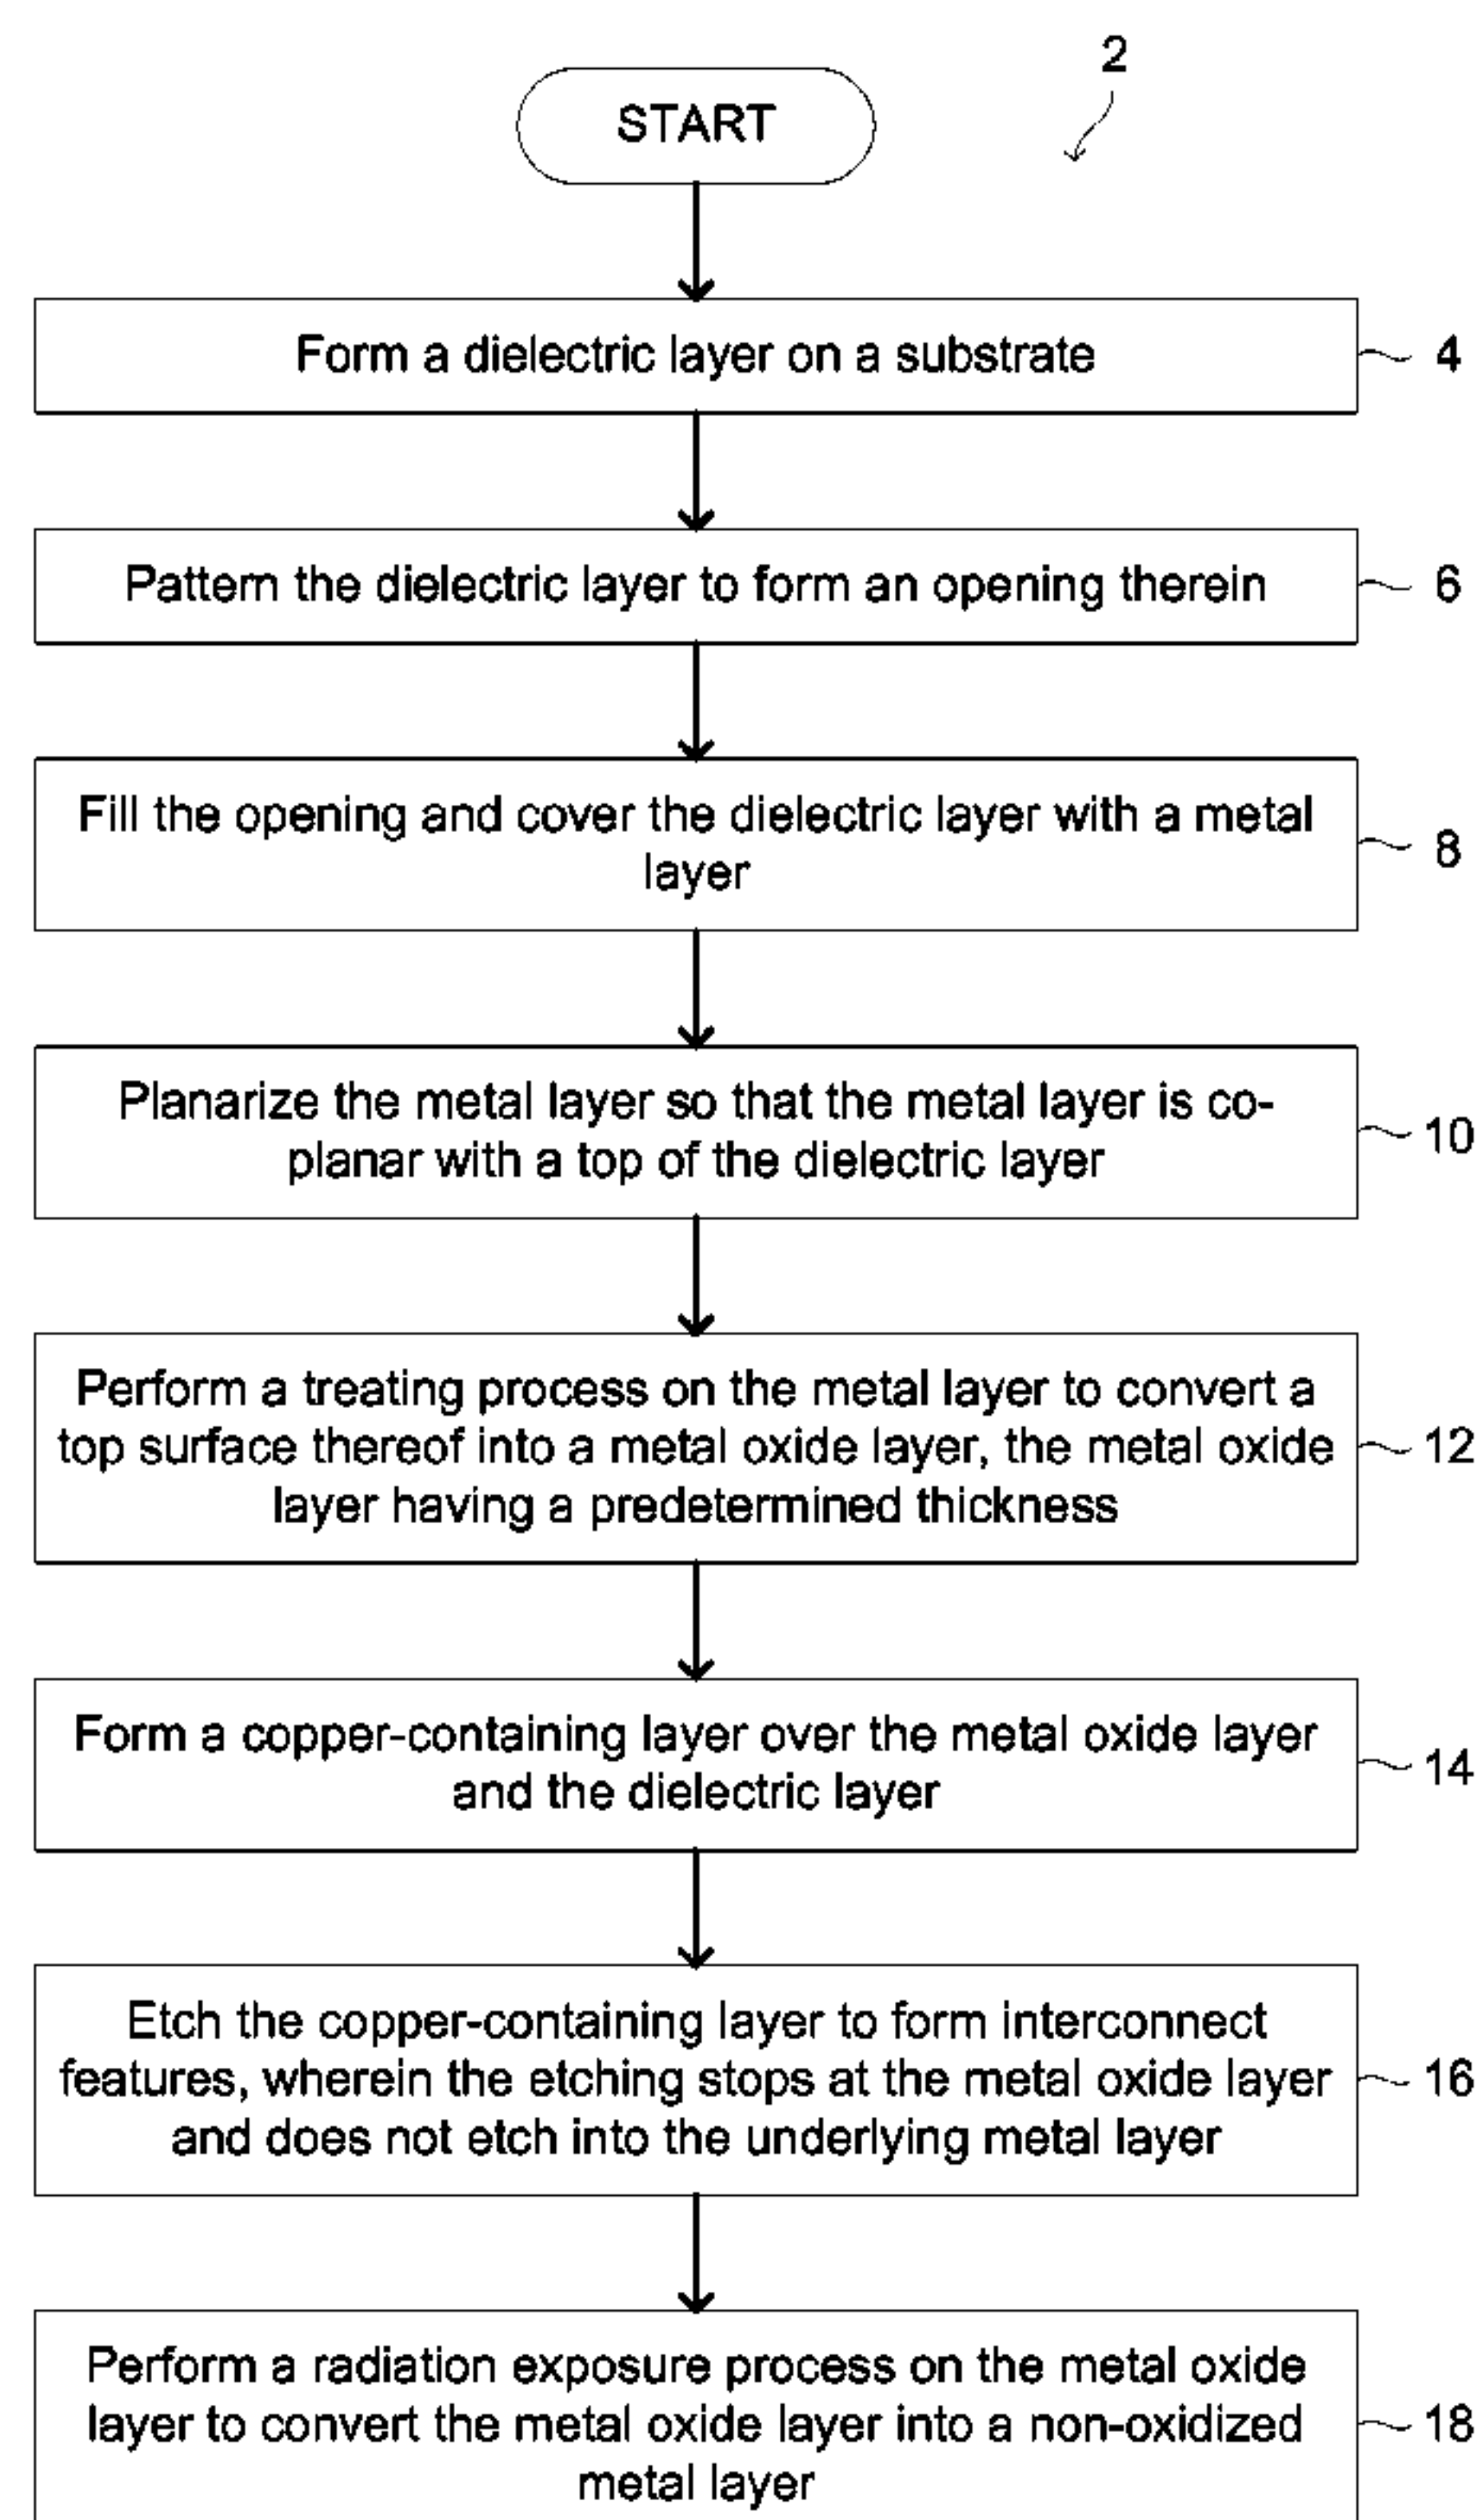 2
START
Form a dielectric layer on a substrate
4
Pattern the dielectric layer to form an opening therein
6
Fill the opening and cover the dielectric layer with a metal
layer
8
Planarize the metal layer so that the metal layer is co-
planar with a top of the dielectric layer
10
Perform a treating process on the metal layer to convert a
top surface thereof into a metal oxide layer, the metal oxide
layer having a predetermined thickness
12
Form a copper-containing layer over the metal oxide layer
and the dielectric layer
14
Etch the copper-containing layer to form interconnect
features, wherein the etching stops at the metal oxide layer
and does not etch into the underlying metal layer
16
Perform a radiation exposure process on the metal oxide
layer to convert the metal oxide layer into a non-oxidized
metal layer
18